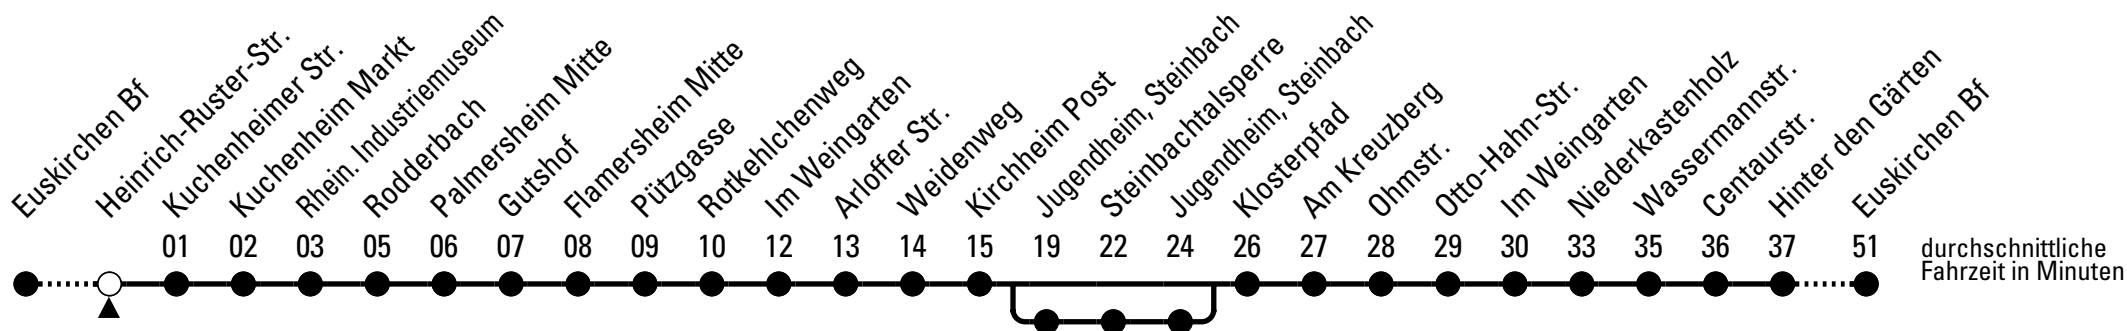 Euskirchen Bf
Heinrich-Ruster-Str.
Kuchenheimer Str.
Kuchenheim Markt
Rhein. Industriemuseum
Rodderbach
Palmersheim Mitte
Gutshof
Flamersheim Mitte
Pützgasse
Rotkehlchenweg
Im Weingarten
Arloffer Str.
Weidenweg
Kirchheim Post
Jugendheim, Steinbach
Steinbachtalsperre
Jugendheim, Steinbach
Klosterpfad
Am Kreuzberg
Ohmstr.
Otto-Hahn-Str.
Im Weingarten
Niederkastenholz
Wassermannstr.
Centaurstr.
Hinter den Gärten
Euskirchen Bf
01 02 03 05 06 07 08 09 10 12 13 14 15 19 22 24 26 27 28 29 30 33 35 36 37 51
durchschnittliche
Fahrzeit in Minuten